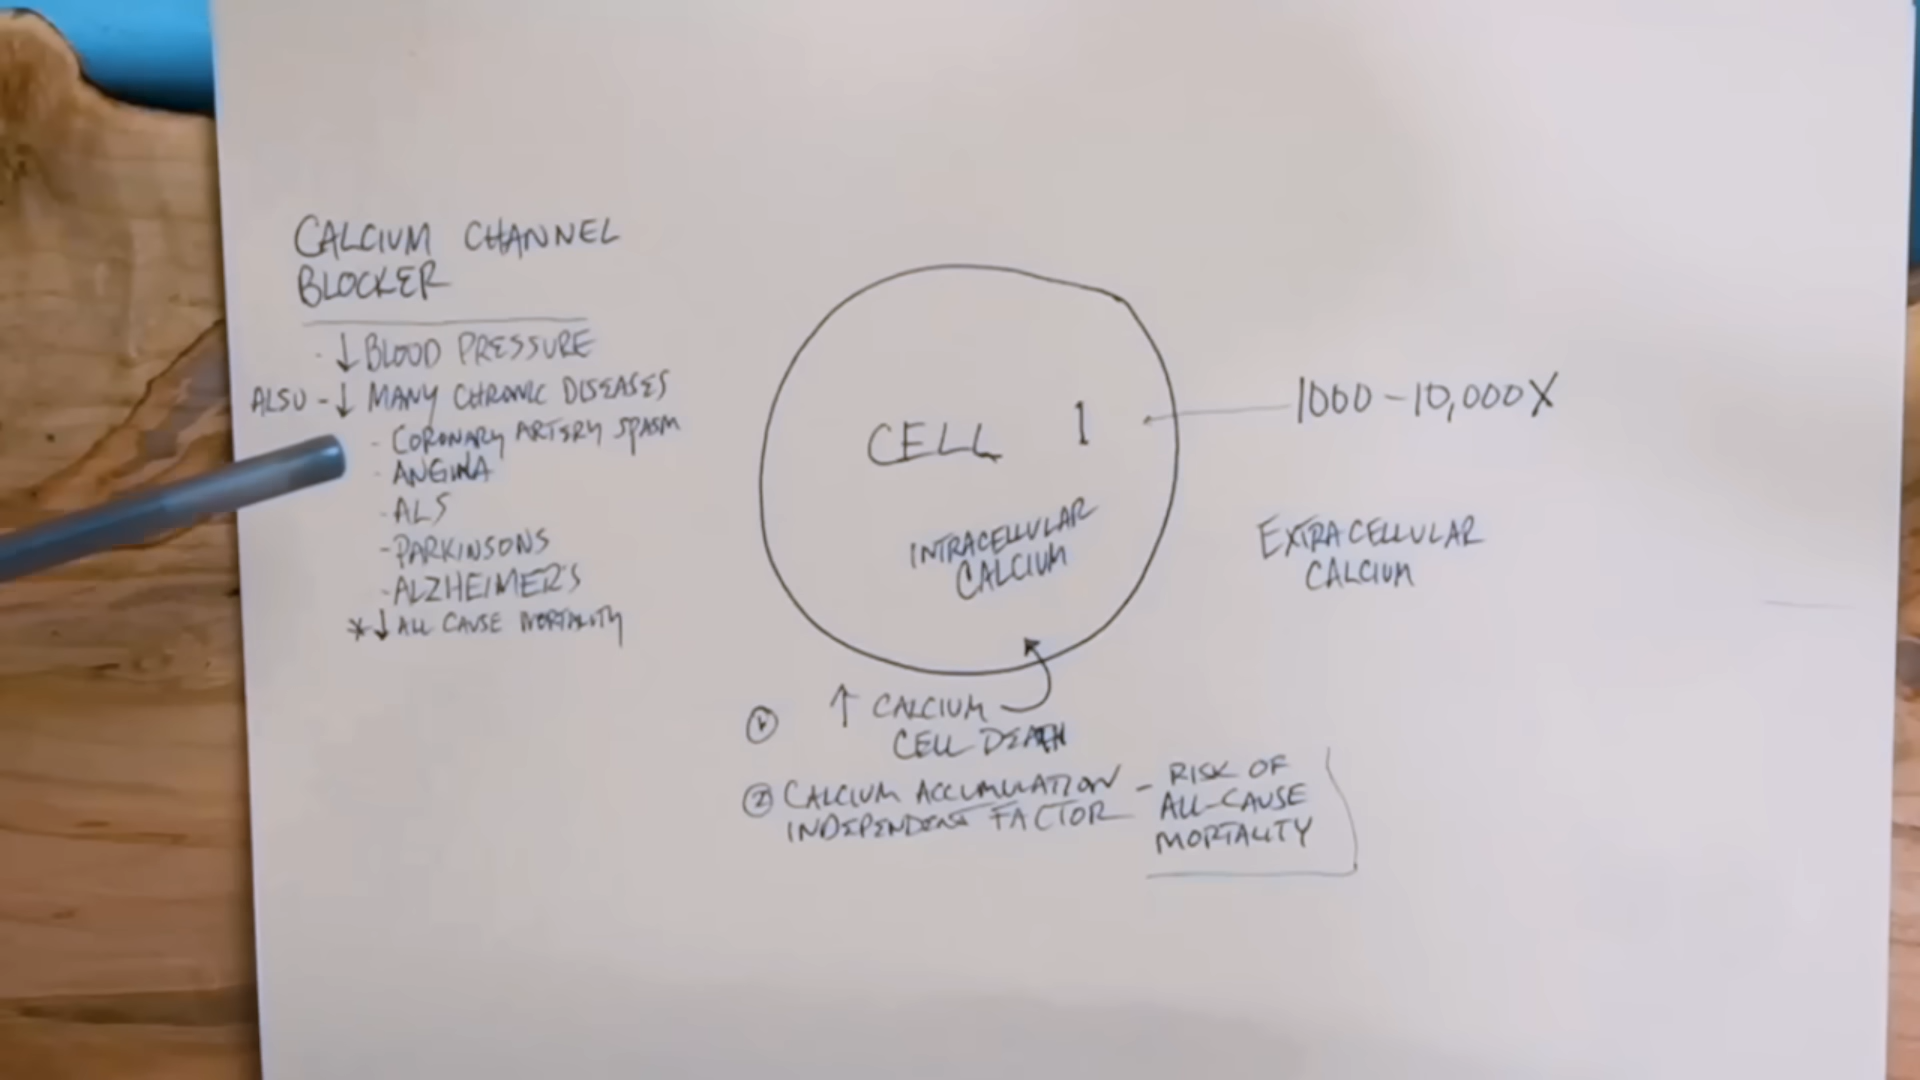 CALCIUM CHANNEL
BLOCKER
- ↓ BLOOD PRESSURE
ALSO - ↓ MANY CHRONIC DISEASES
- CORONARY ARTERY SPASM
- ANGINA
- ALS
- PARKINSONS
- ALZHEIMER'S
* ↓ ALL CAUSE MORTALITY
CELL 1
INTRACELLULAR
CALCIUM
1000-10,000X
EXTRACELLULAR
CALCIUM
① ↑ CALCIUM
CELL DEATH
② CALCIUM ACCUMULATION -
INDEPENDENT FACTOR
RISK OF
ALL-CAUSE
MORTALITY